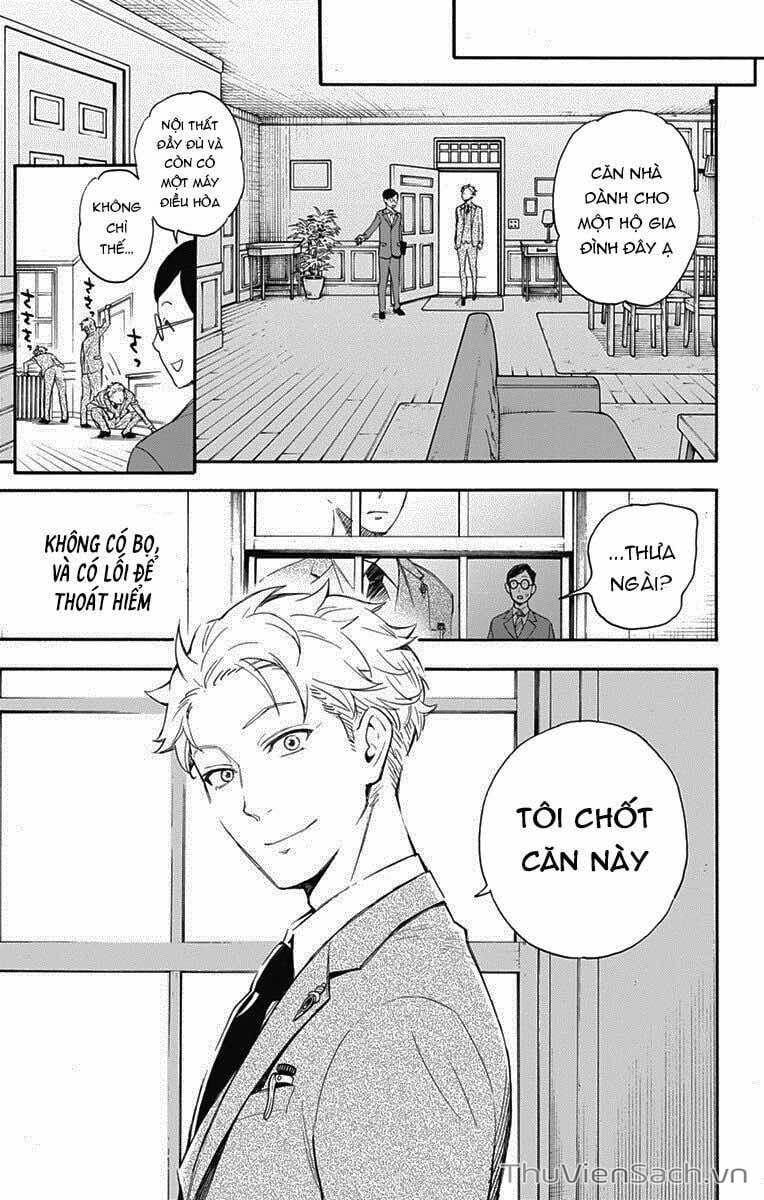 CĂN NHÀ
DÀNH CHO
MỘT HỘ GIA
ĐÌNH ĐÂY Ạ
NỘI THẤT
ĐẦY ĐỦ VÀ
CÒN CÓ
MỘT MÁY
ĐIỀU HÒA
KHÔNG
CHỈ
THẾ...
...THƯA
NGÀI?
KHÔNG CÓ BỌ,
VÀ CÓ LỐI ĐỂ
THOÁT HIỂM
TÔI CHỐT
CĂN NÀY
ThuVienSach.vn